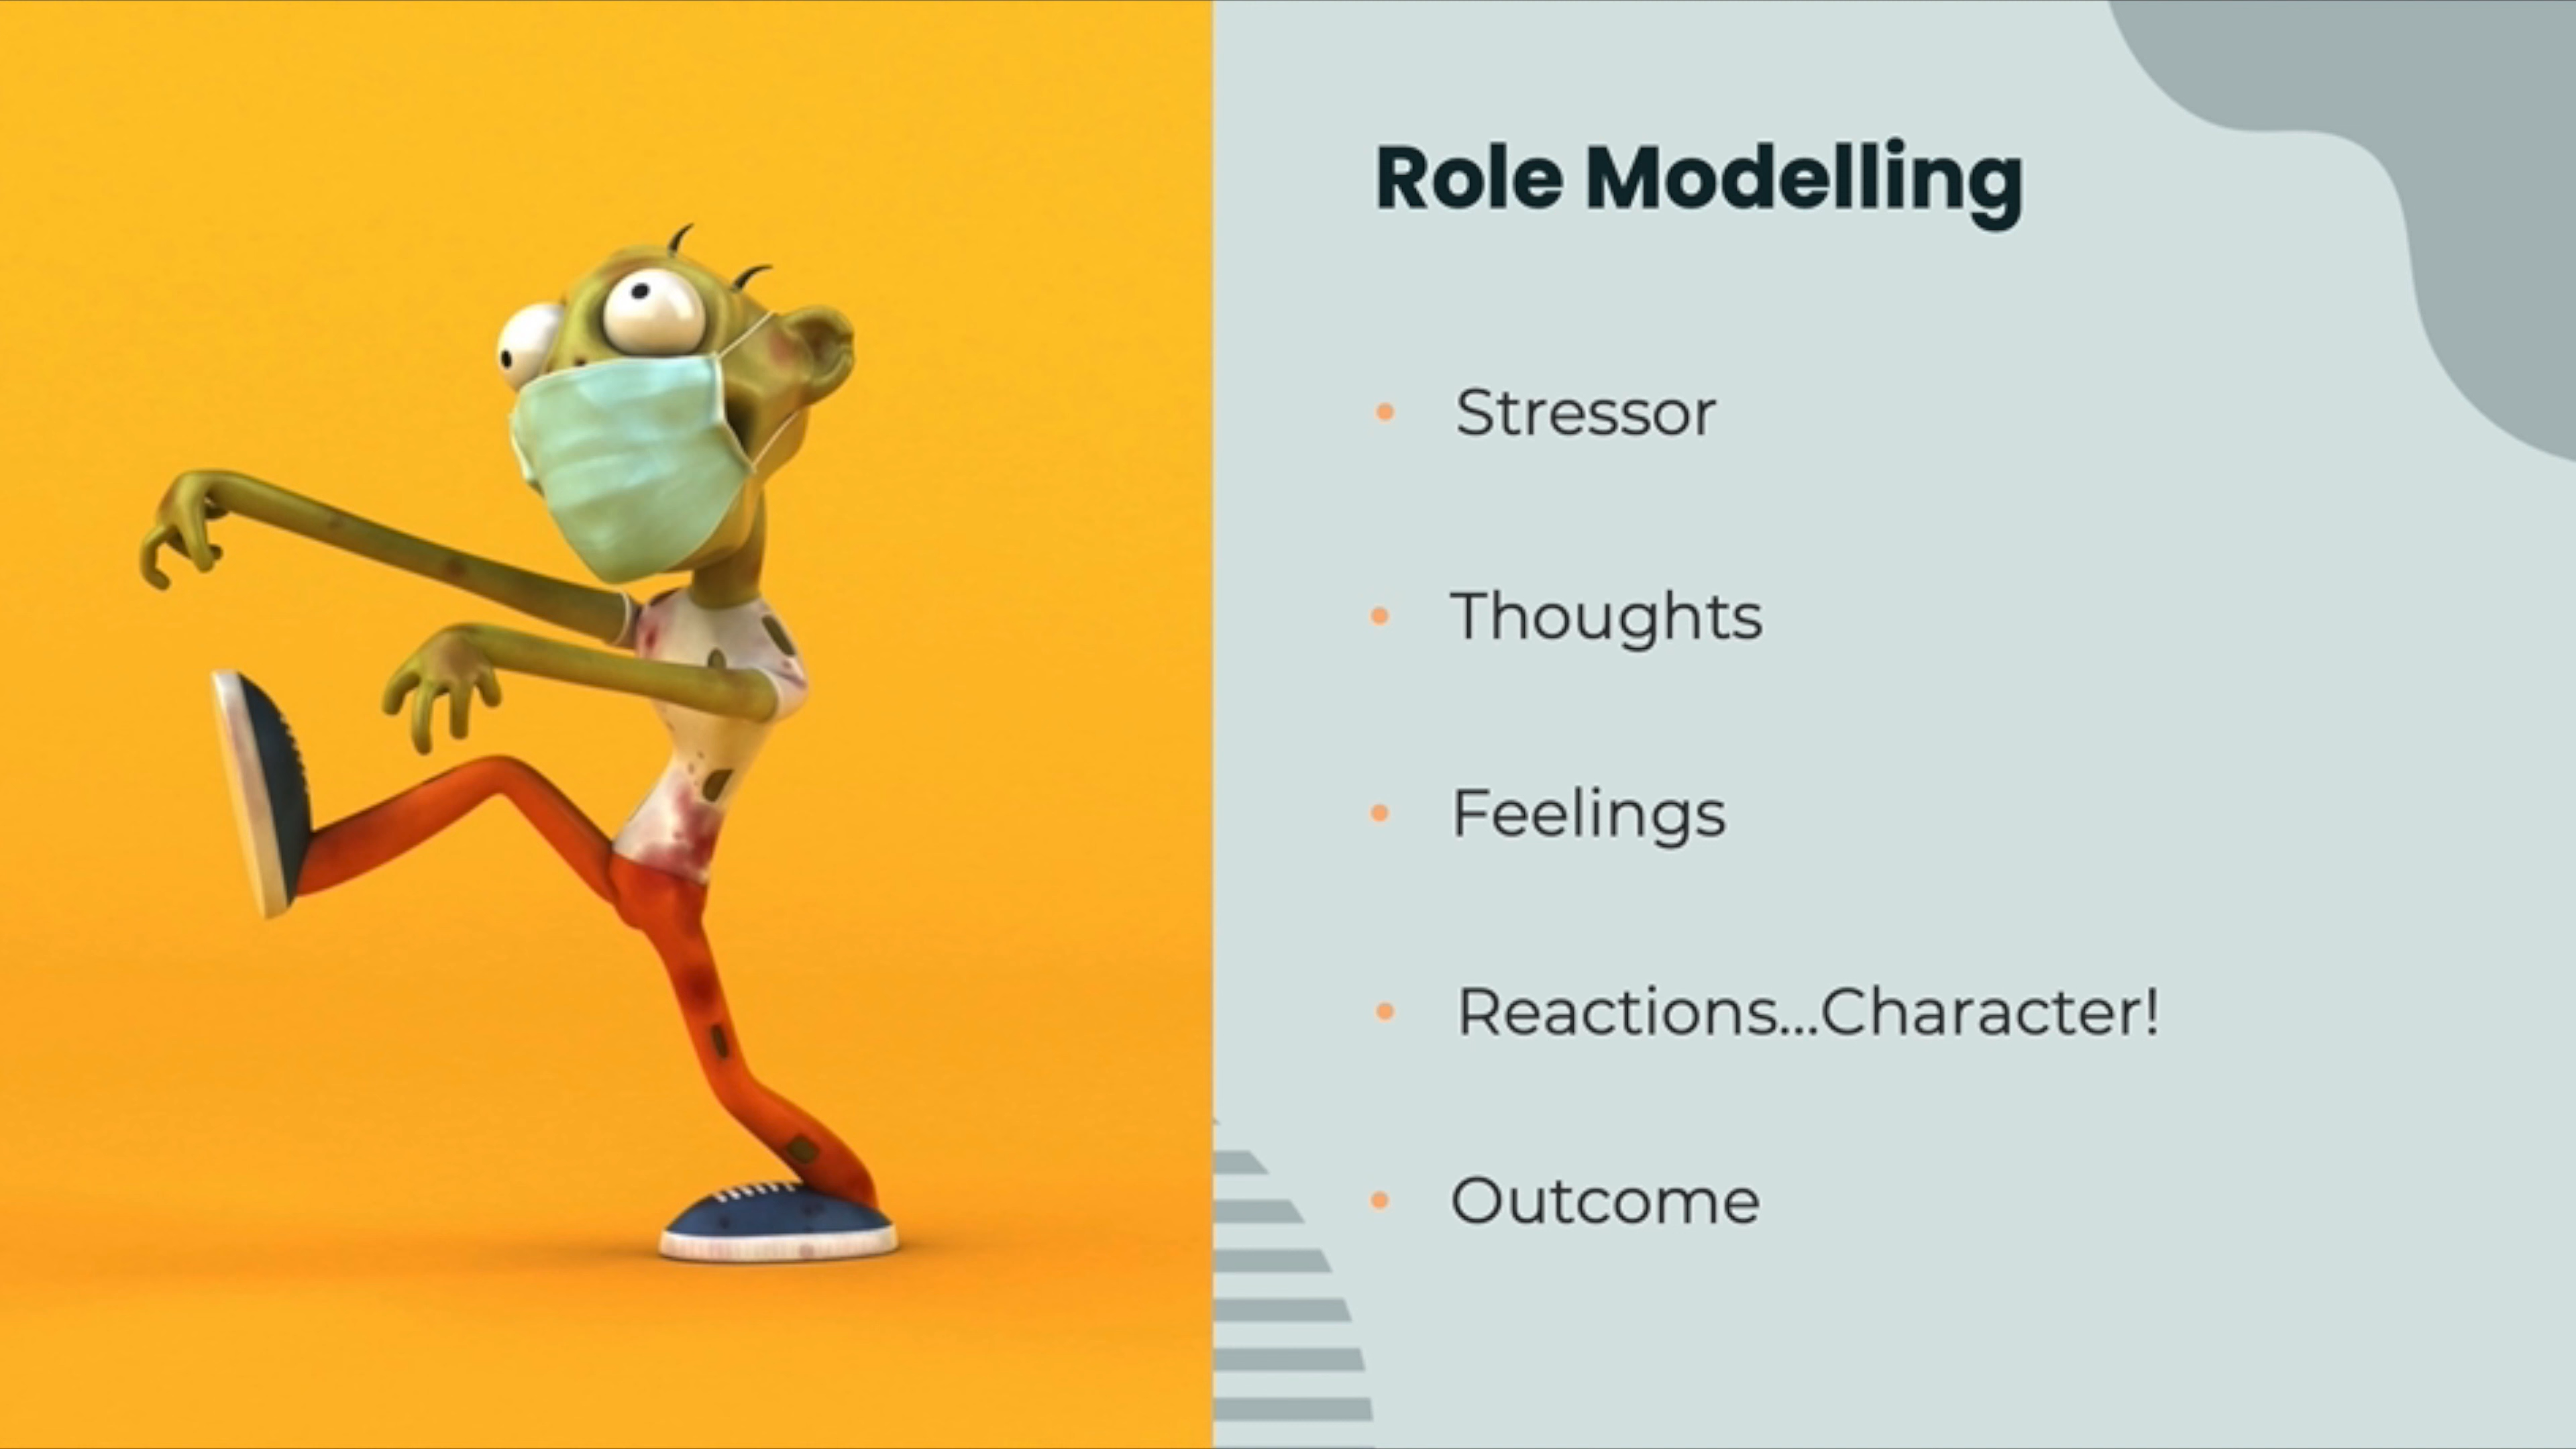 Role Modelling
Stressor
Thoughts
Feelings
Reactions...Character!
Outcome